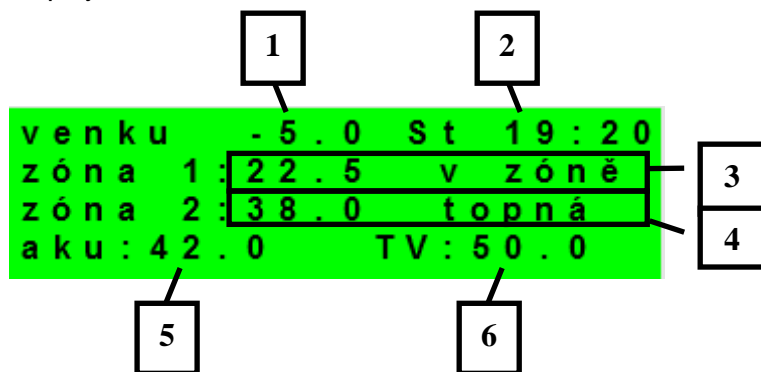 1 2
venku -5.0 St 19:20
zóna 1:22.5 v zóně
3
zóna 2:38.0 topná
4
aku:42.0 TV:50.0
5 6